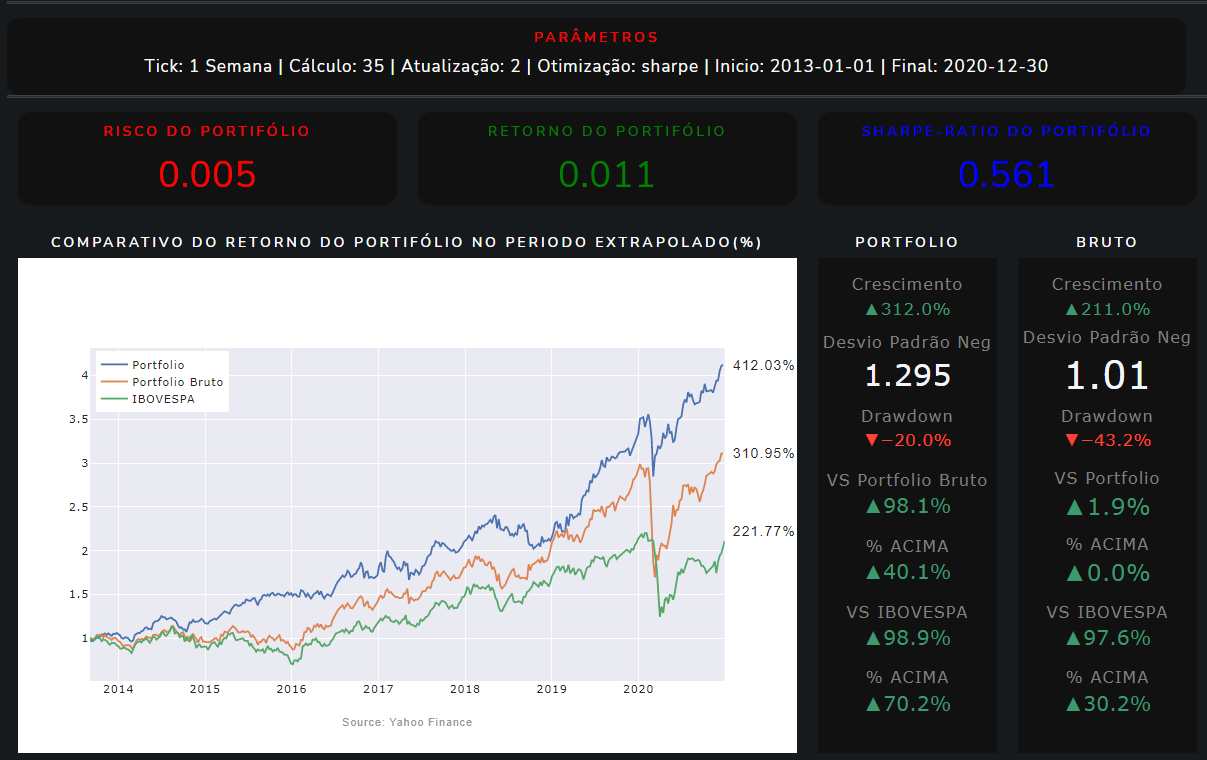 PARÂMETROS
Tick: 1 Semana | Cálculo: 35 | Atualização: 2 | Otimização: sharpe | Inicio: 2013-01-01 | Final: 2020-12-30
RISCO DO PORTIFÓLIO
0.005
RETORNO DO PORTIFÓLIO
0.011
SHARPE-RATIO DO PORTIFÓLIO
0.561
COMPARATIVO DO RETORNO DO PORTIFÓLIO NO PERIODO EXTRAPOLADO(%)
Portfolio
Portfolio Bruto
IBOVESPA
4
3.5
3
2.5
2
1.5
1
412.03%
310.95%
221.77%
2014 2015 2016 2017 2018 2019 2020
Source: Yahoo Finance
PORTFOLIO
Crescimento
▲312.0%
Desvio Padrão Neg
1.295
Drawdown
▼−20.0%
VS Portfolio Bruto
▲98.1%
% ACIMA
▲40.1%
VS IBOVESPA
▲98.9%
% ACIMA
▲70.2%
BRUTO
Crescimento
▲211.0%
Desvio Padrão Neg
1.01
Drawdown
▼−43.2%
VS Portfolio
▲1.9%
% ACIMA
▲0.0%
VS IBOVESPA
▲97.6%
% ACIMA
▲30.2%